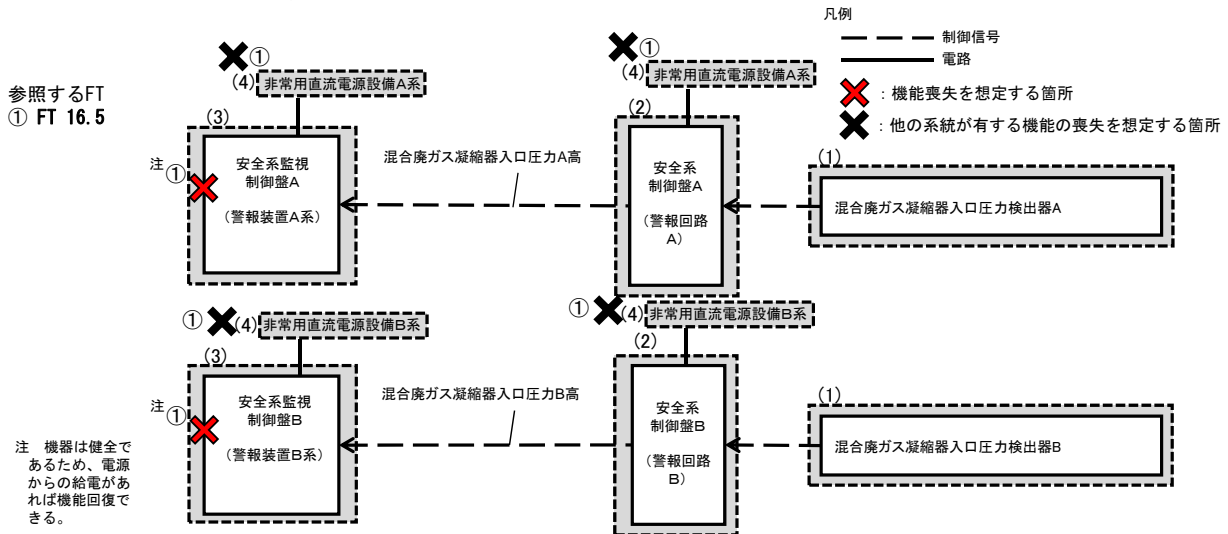 凡例
制御信号
電路
：機能喪失を想定する箇所
：他の系統が有する機能の喪失を想定する箇所
参照するFT
① FT 16.5
①
(4) 非常用直流電源設備A系
①
(4) 非常用直流電源設備A系
(3)
注
①
安全系監視
制御盤A
（警報装置A系）
混合廃ガス凝縮器入口圧力A高
(2)
安全系
制御盤A
（警報回路
A）
(1)
混合廃ガス凝縮器入口圧力検出器A
①
(4) 非常用直流電源設備B系
①
(4) 非常用直流電源設備B系
(3)
注
①
安全系監視
制御盤B
（警報装置B系）
混合廃ガス凝縮器入口圧力B高
(2)
安全系
制御盤B
（警報回路
B）
(1)
混合廃ガス凝縮器入口圧力検出器B
注　機器は健全で
あるため、電源
からの給電があ
れば機能回復で
きる。